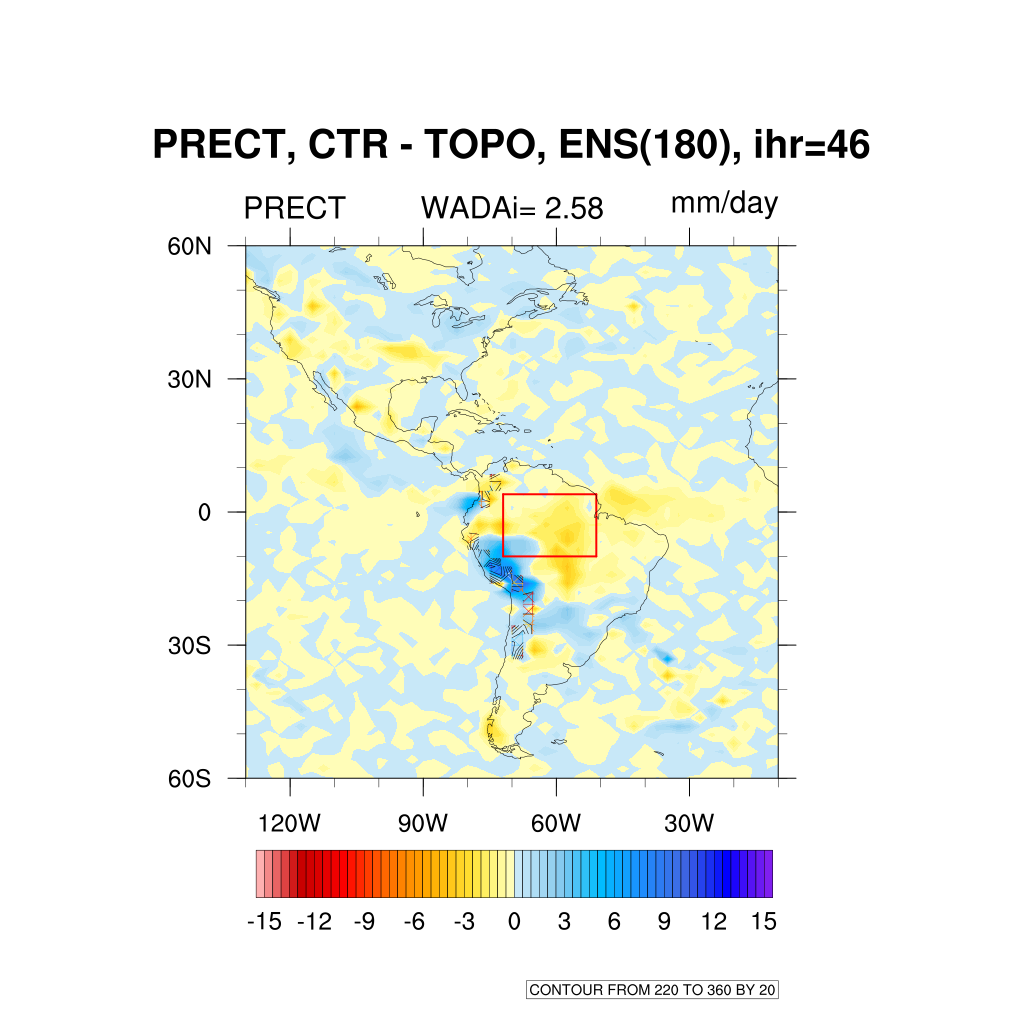 PRECT, CTR - TOPO, ENS(180), ihr=46
PRECT WADAi= 2.58 mm/day
60N
30N
0
30S
60S
120W 90W 60W 30W
-15 -12 -9 -6 -3 0 3 6 9 12 15
CONTOUR FROM 220 TO 360 BY 20